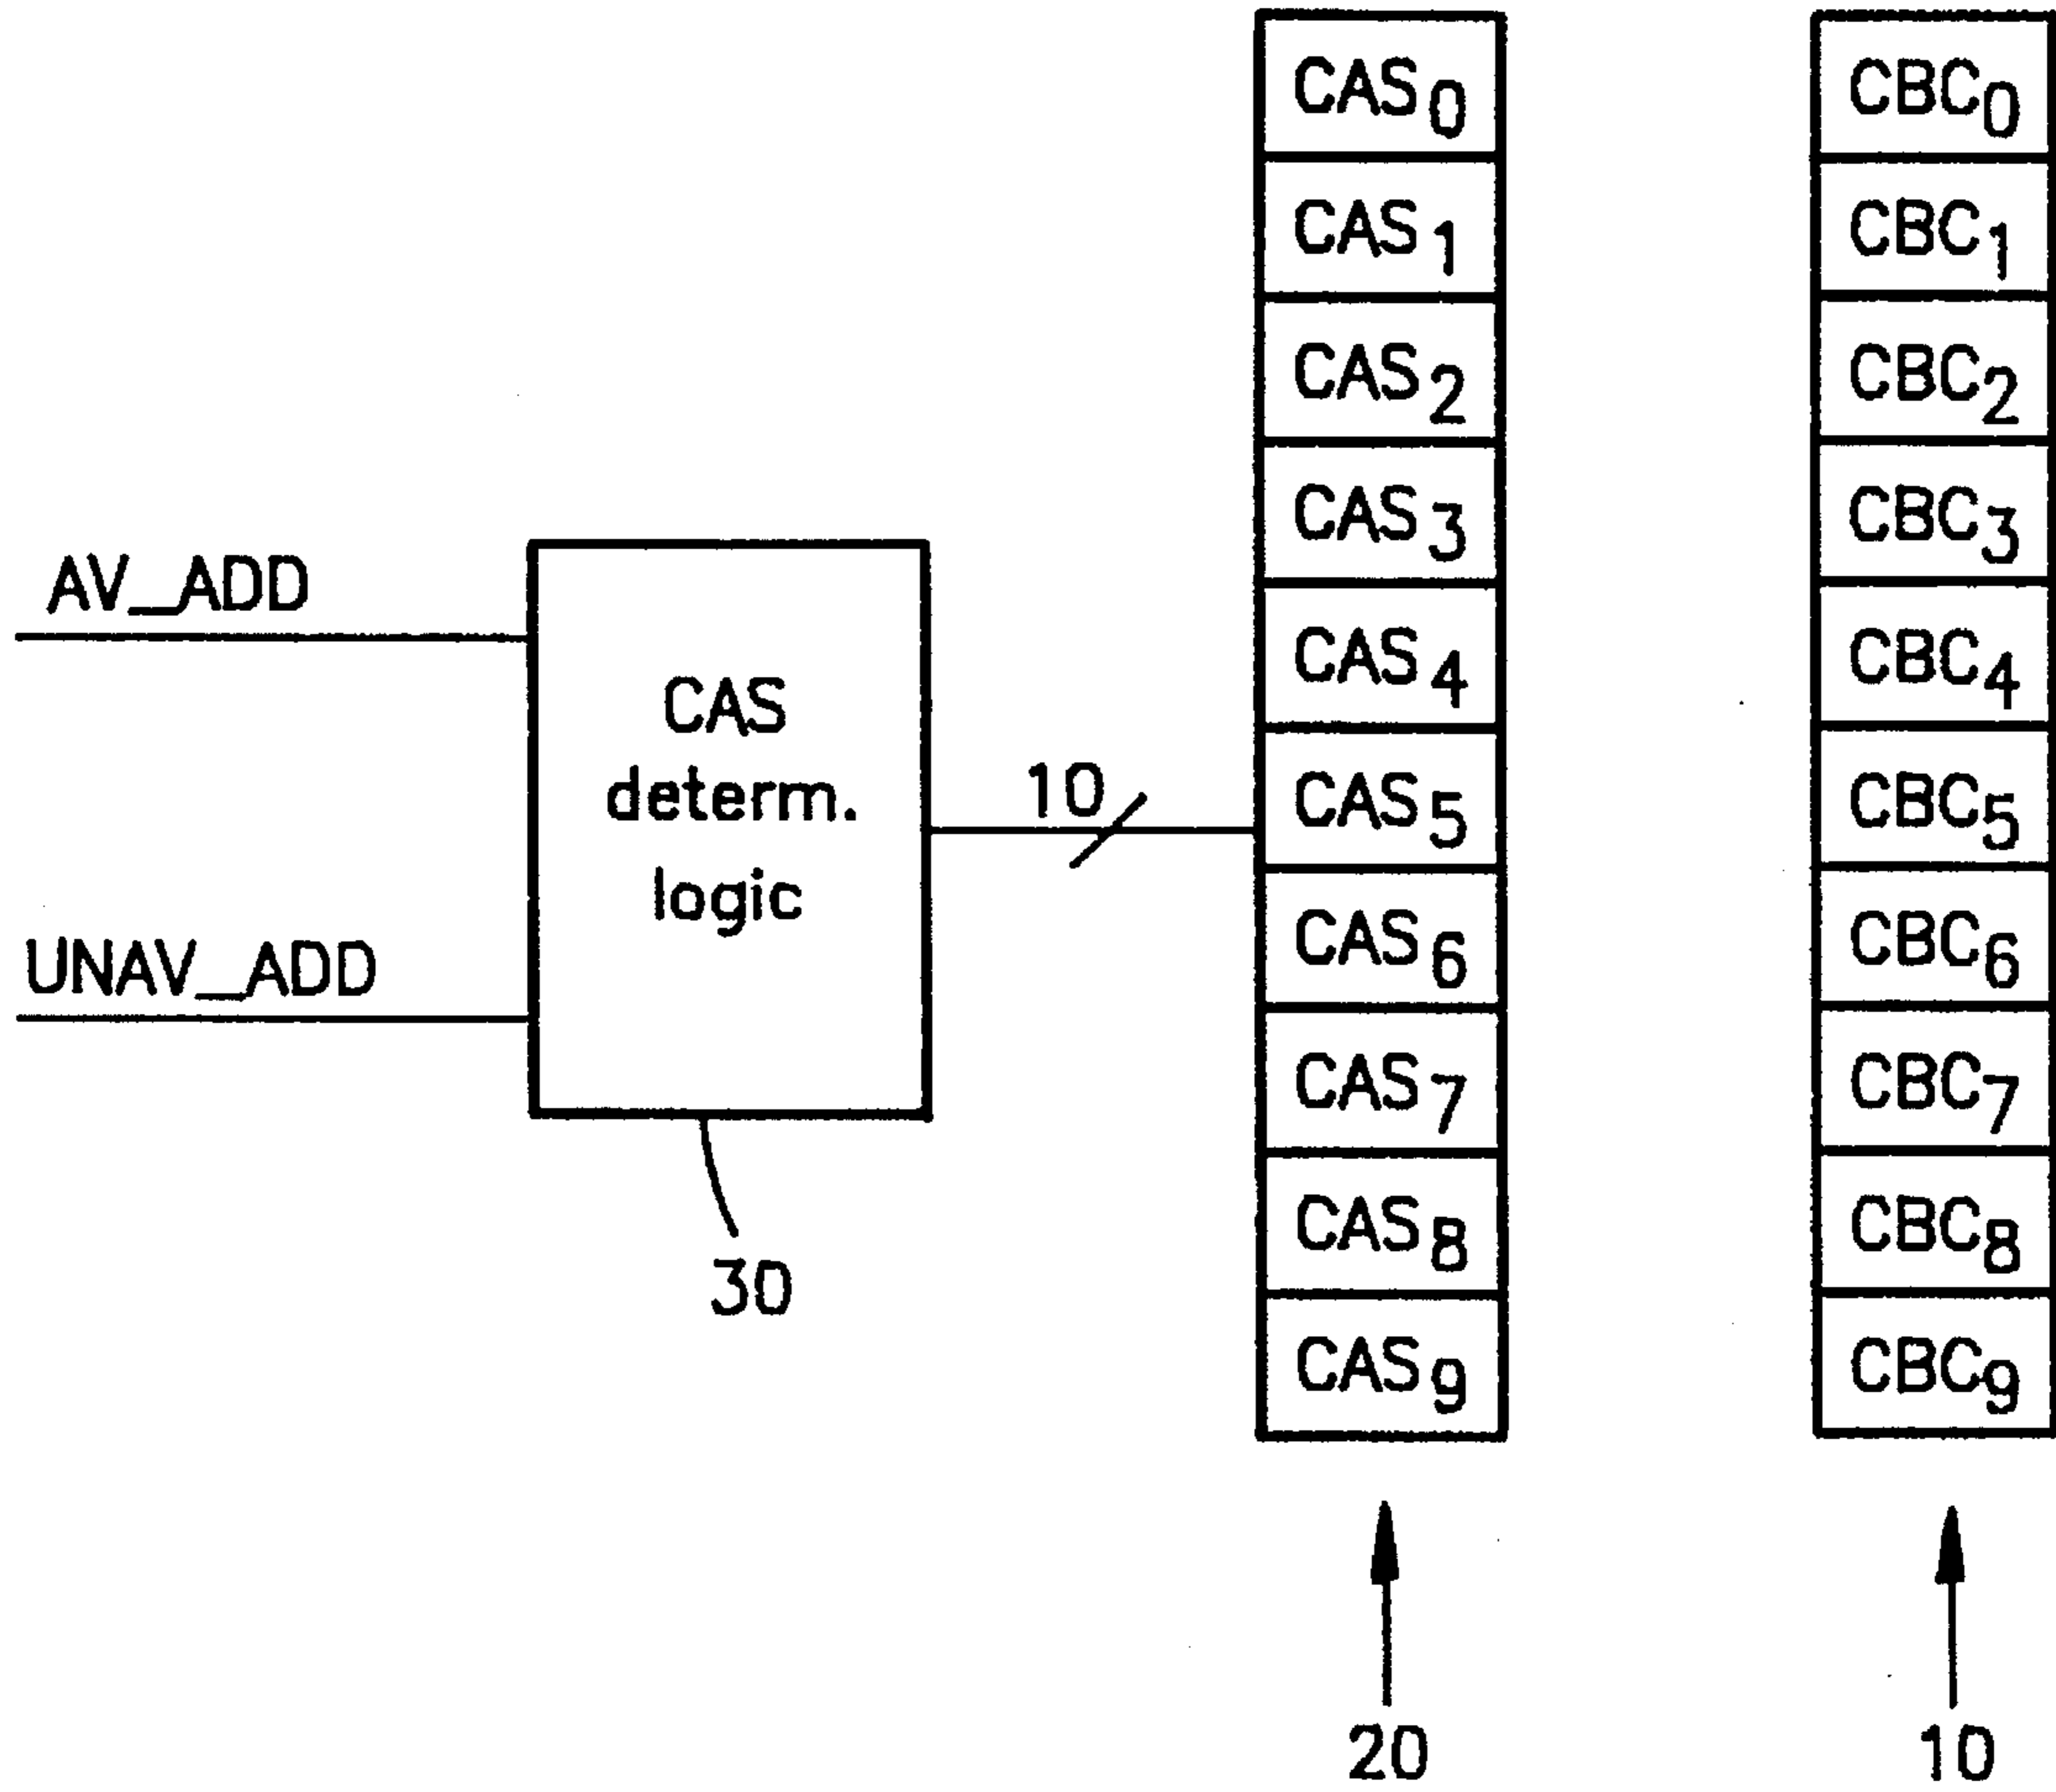 CAS₀ CBC₀
CAS₁ CBC₁
CAS₂ CBC₂
CAS₃ CBC₃
AV_ADD
CAS₄ CBC₄
CAS
determ.
logic
10
CAS₅ CBC₅
UNAV_ADD
CAS₆ CBC₆
CAS₇ CBC₇
CAS₈ CBC₈
30
CAS₉ CBC₉
20 10